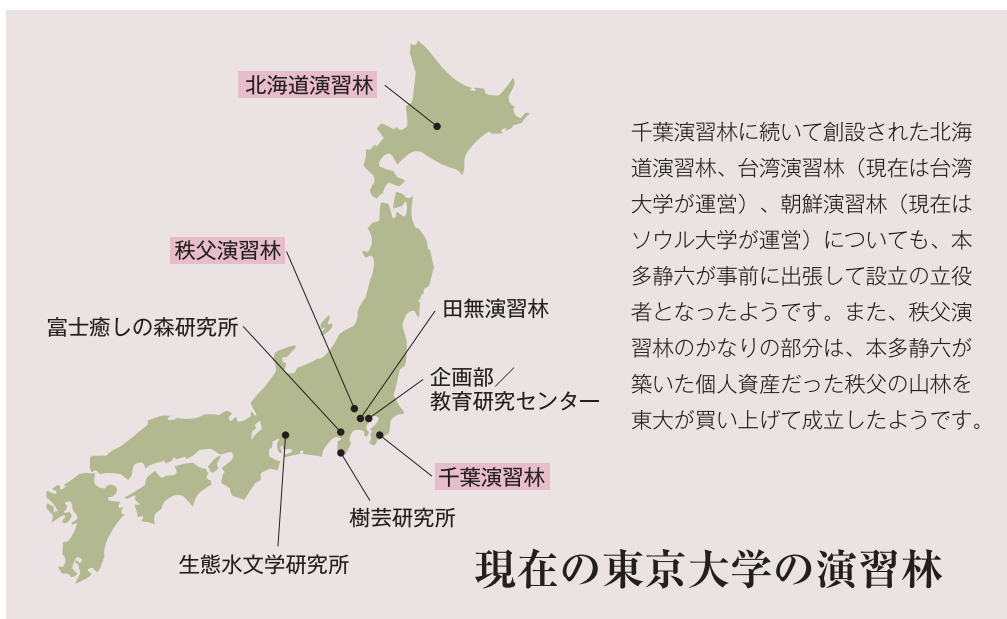 北海道演習林
秩父演習林
富士癒しの森研究所
田無演習林
企画部／
教育研究センター
千葉演習林
樹芸研究所
生態水文学研究所
千葉演習林に続いて創設された北海
道演習林、台湾演習林（現在は台湾
大学が運営）、朝鮮演習林（現在は
ソウル大学が運営）についても、本
多静六が事前に出張して設立の立役
者となったようです。また、秩父演
習林のかなりの部分は、本多静六が
築いた個人資産だった秩父の山林を
東大が買い上げて成立したようです。
現在の東京大学の演習林